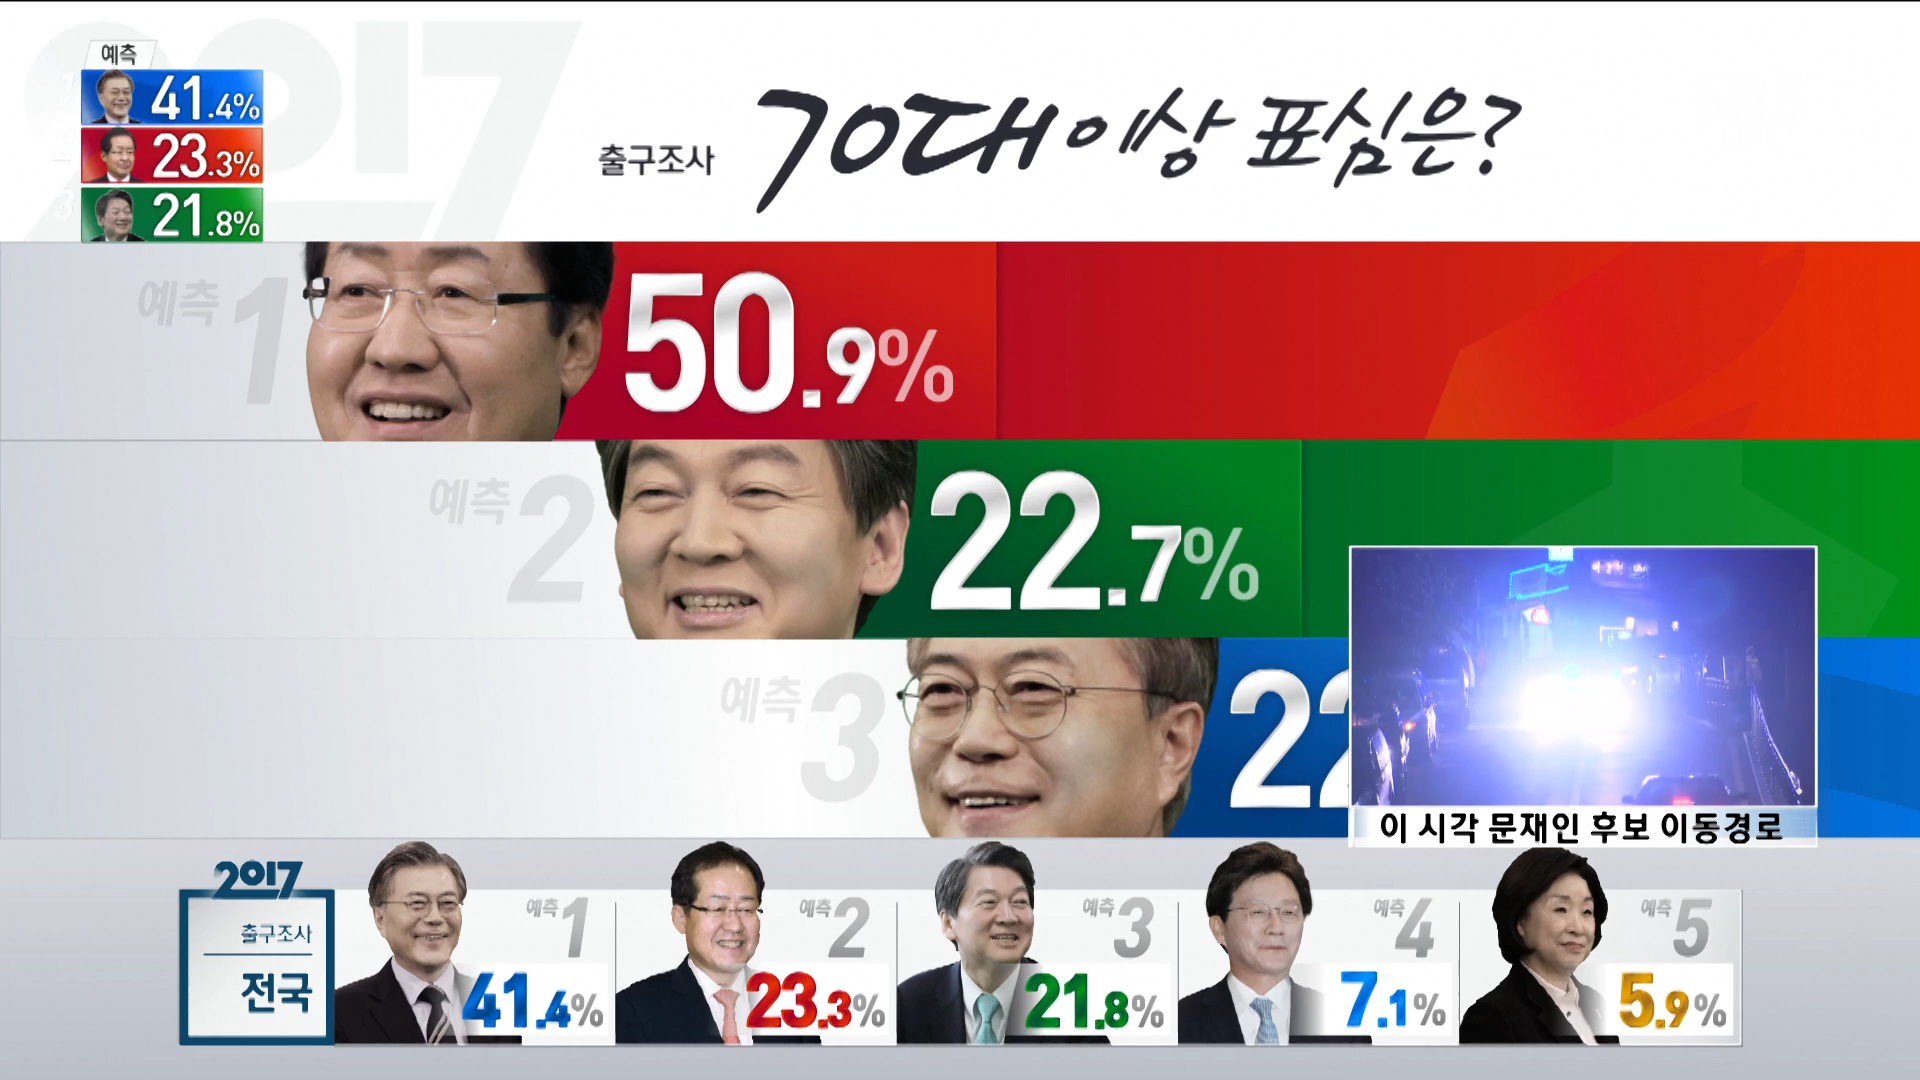 2017
예측
41.4%
23.3%
21.8%
출구조사 70대 이상 표심은?
예측 1 50.9%
예측 2 22.7%
예측 3 22
이 시각 문재인 후보 이동경로
2017
출구조사
전국
예측 1 41.4%
예측 2 23.3%
예측 3 21.8%
예측 4 7.1%
예측 5 5.9%